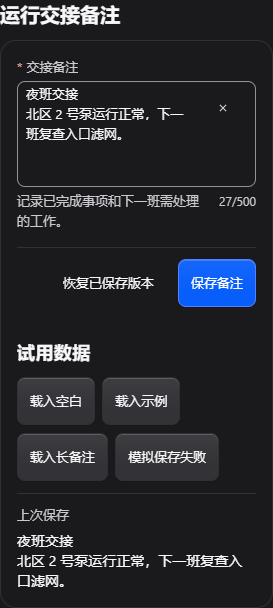 运行交接备注
* 交接备注
夜班交接
北区 2 号泵运行正常，下一
班复查入口滤网。
×
记录已完成事项和下一班需处理
的工作。
27/500
恢复已保存版本
保存备注
试用数据
载入空白
载入示例
载入长备注
模拟保存失败
上次保存
夜班交接
北区 2 号泵运行正常，下一班复查入
口滤网。